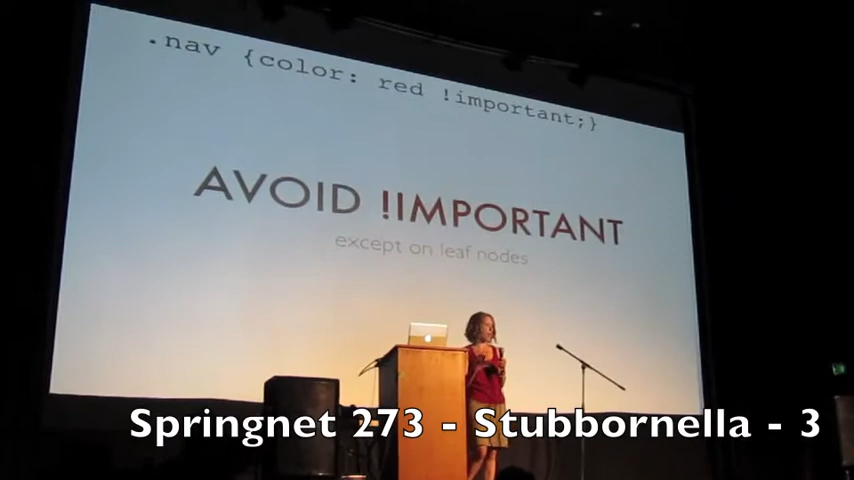 .nav {color: red !important;}
AVOID !IMPORTANT
except on leaf nodes
Springnet 273 - Stubbornella - 3